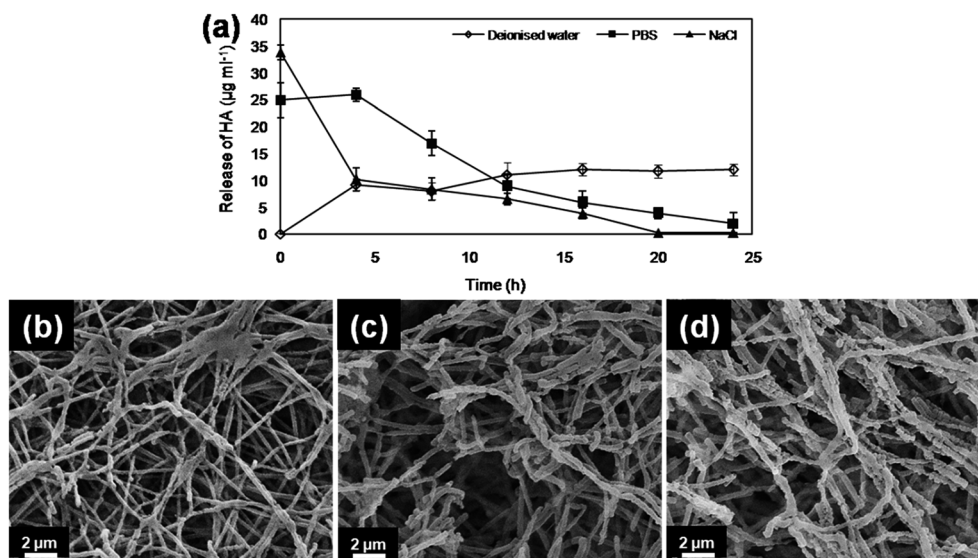 (a)
Deionised water PBS NaCl
Release of HA (µg ml⁻¹)
40
35
30
25
20
15
10
5
0
0 5 10 15 20 25
Time (h)
(b) (c) (d)
2 µm 2 µm 2 µm